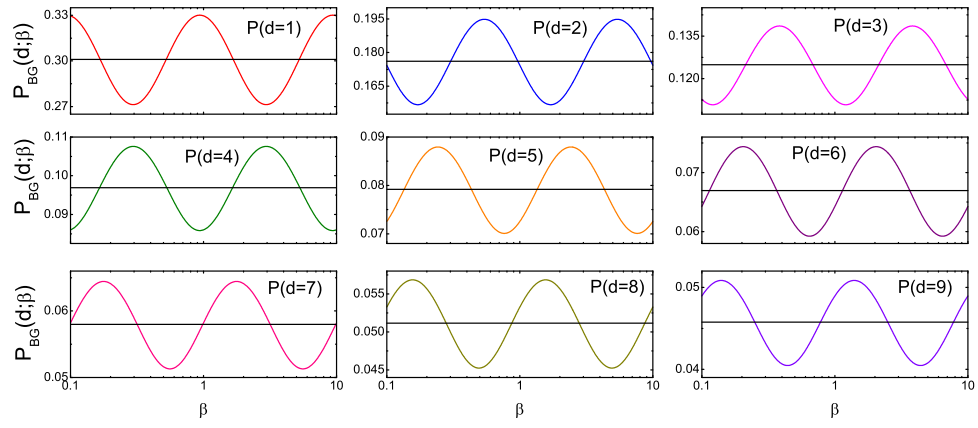 P_BG(d;β)
0.33
0.30
0.27
P(d=1)
0.195
0.180
0.165
P(d=2)
0.135
0.120
P(d=3)
P_BG(d;β)
0.11
0.10
0.09
P(d=4)
0.09
0.08
0.07
P(d=5)
0.07
0.06
P(d=6)
P_BG(d;β)
0.06
0.05
P(d=7)
0.055
0.050
0.045
P(d=8)
0.05
0.04
P(d=9)
0.1 1 10
0.1 1 10
0.1 1 10
β
β
β